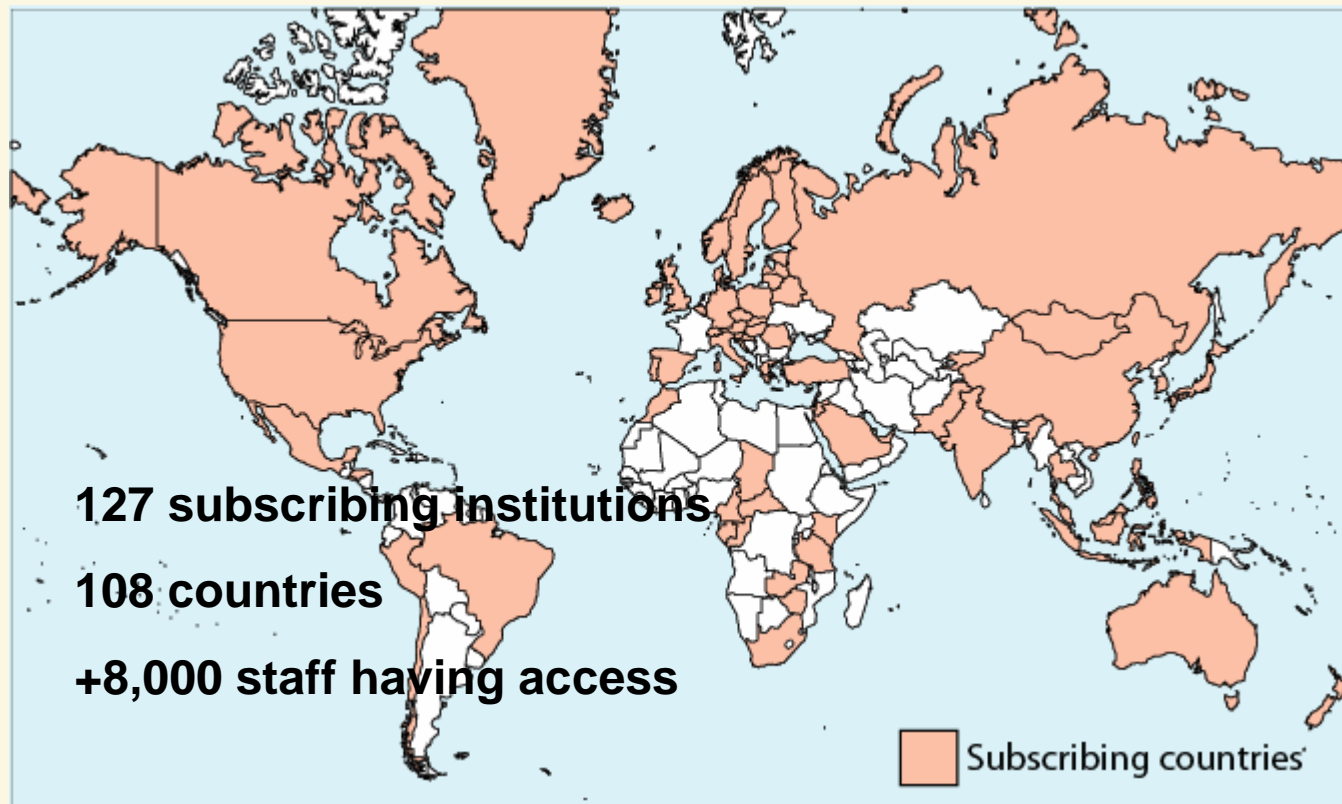 127 subscribing institutions
108 countries
+8,000 staff having access
Subscribing countries